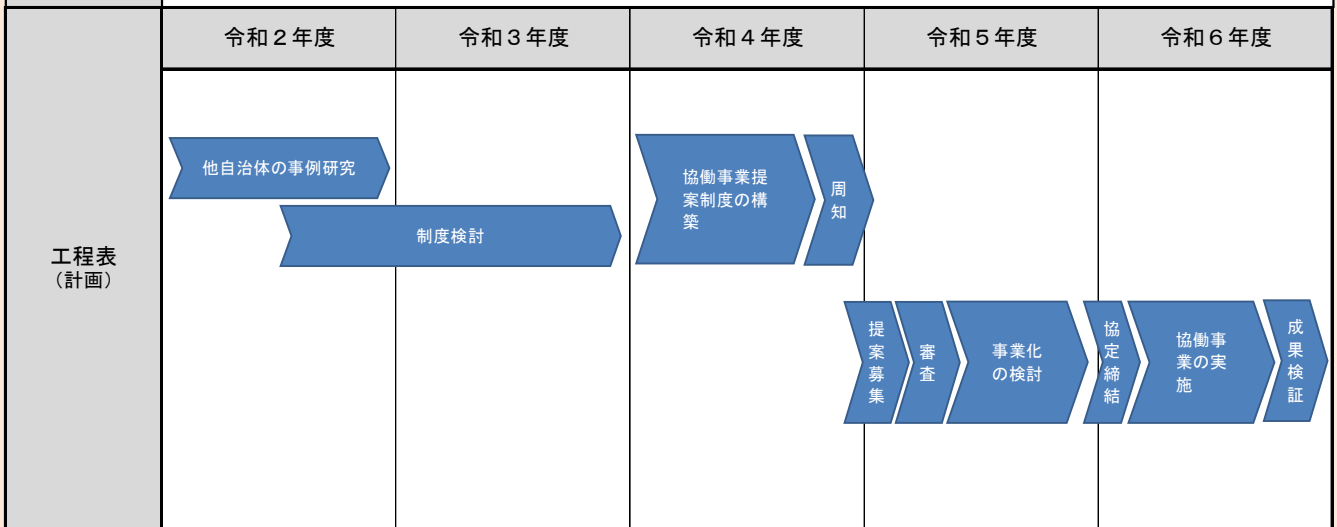 令和２年度
令和３年度
令和４年度
令和５年度
令和６年度
工程表
（計画）
他自治体の事例研究
制度検討
協働事業提
案制度の構
築
周
知
提
案
募
集
審
査
事業化
の検討
協
定
締
結
協働事
業の実
施
成
果
検
証